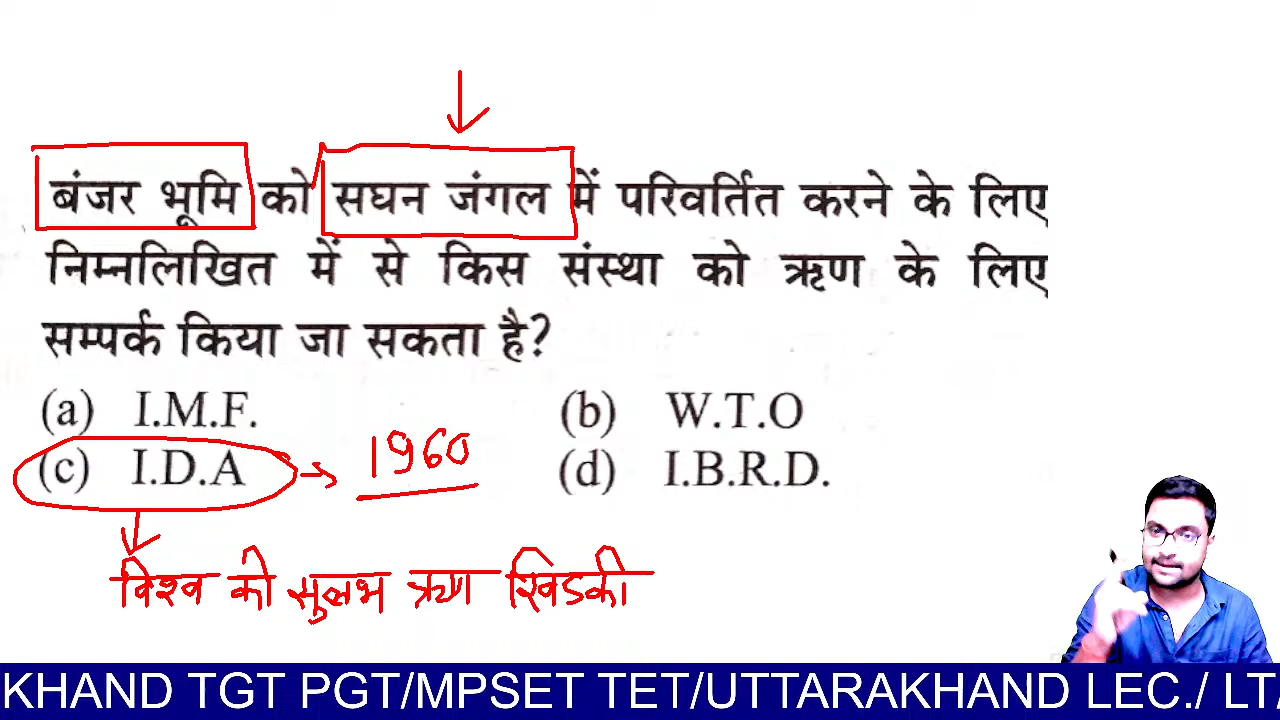 बंजर भूमि को सघन जंगल में परिवर्तित करने के लिए
निम्नलिखित में से किस संस्था को ऋण के लिए
सम्पर्क किया जा सकता है?
(a) I.M.F. (b) W.T.O
(c) I.D.A → 1960 (d) I.B.R.D.
विश्व की सुलभ ऋण खिडकी
KHAND TGT PGT/MPSET TET/UTTARAKHAND LEC./ LT.